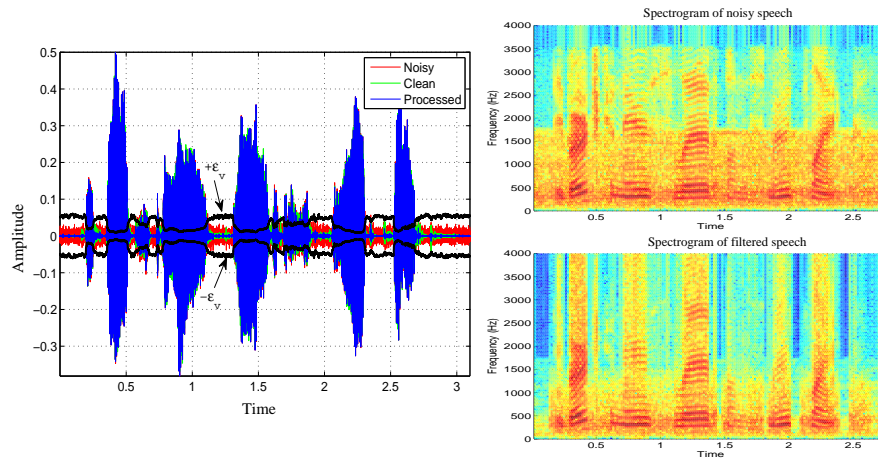 0.5
0.4
0.3
0.2
0.1
0
−0.1
−0.2
−0.3
Amplitude
0.5 1 1.5 2 2.5 3
Time
Noisy
Clean
Processed
+ε_v
−ε_v
Spectrogram of noisy speech
4000
3500
3000
2500
2000
1500
1000
500
0
Frequency (Hz)
0.5 1 1.5 2 2.5
Time
Spectrogram of filtered speech
4000
3500
3000
2500
2000
1500
1000
500
0
Frequency (Hz)
0.5 1 1.5 2 2.5
Time